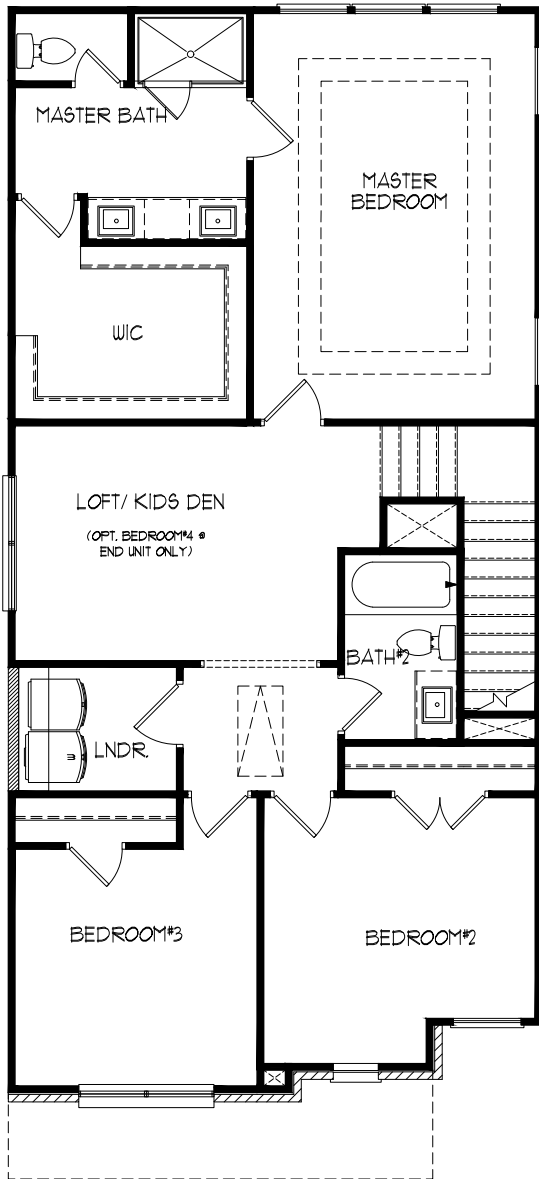 MASTER BATH
MASTER
BEDROOM
WIC
LOFT/ KIDS DEN
(OPT. BEDROOM#4 @
END UNIT ONLY)
BATH#2
LNDR.
W
N
BEDROOM#3
BEDROOM#2